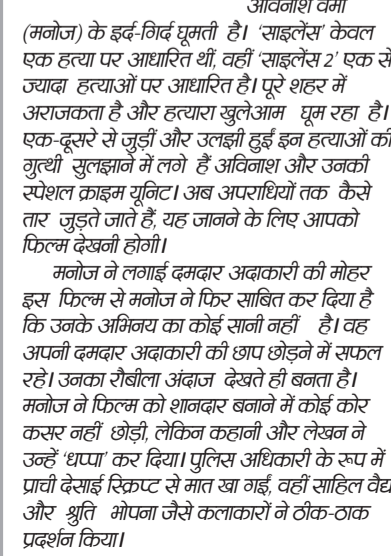 अविनाश वर्मा
(मनोज) के इर्द-गिर्द घूमती है। ‘साइलेंस’ केवल
एक हत्या पर आधारित थीं, वहीं ‘साइलेंस 2’ एक से
ज्यादा हत्याओं पर आधारित है। पूरे शहर में
अराजकता है और हत्यारा खुलेआम घूम रहा है।
एक-दूसरे से जुड़ीं और उलझी हुईं इन हत्याओं की
गुत्थी सुलझाने में लगे हैं अविनाश और उनकी
स्पेशल क्राइम यूनिट। अब अपराधियों तक कैसे
तार जुड़ते जाते हैं, यह जानने के लिए आपको
फिल्म देखनी होगी।
मनोज ने लगाई दमदार अदाकारी की मोहर
इस फिल्म से मनोज ने फिर साबित कर दिया है
कि उनके अभिनय का कोई सानी नहीं है। वह
अपनी दमदार अदाकारी की छाप छोड़ने में सफल
रहे। उनका रौबीला अंदाज देखते ही बनता है।
मनोज ने फिल्म को शानदार बनाने में कोई कोर
कसर नहीं छोड़ी, लेकिन कहानी और लेखन ने
उन्हें ‘धप्पा’ कर दिया। पुलिस अधिकारी के रूप में
प्राची देसाई स्क्रिप्ट से मात खा गईं, वहीं साहिल वैद्य
और श्रुति भोपना जैसे कलाकारों ने ठीक-ठाक
प्रदर्शन किया।